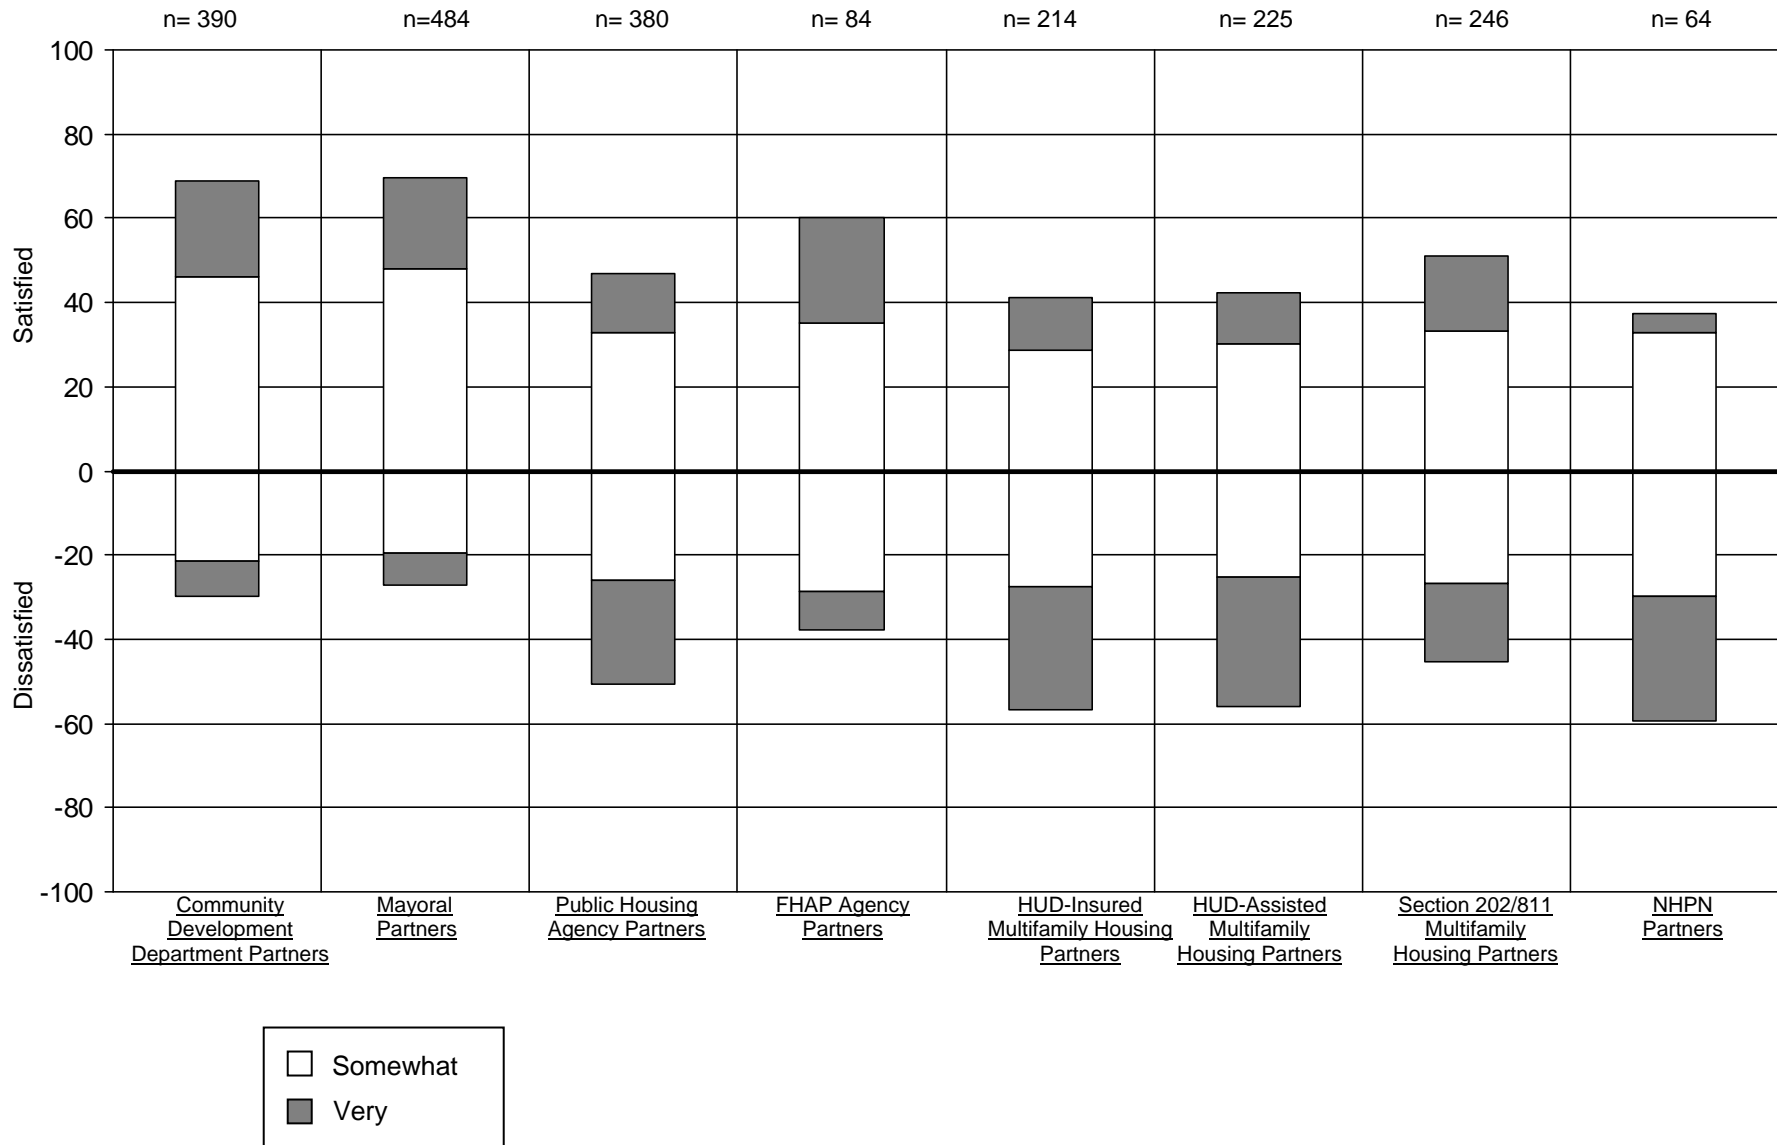 n= 390
n=484
n= 380
n= 84
n= 214
n= 225
n= 246
n= 64
100
80
60
40
20
0
-20
-40
-60
-80
-100
Satisfied
Dissatisfied
Community
Development
Department Partners
Mayoral
Partners
Public Housing
Agency Partners
FHAP Agency
Partners
HUD-Insured
Multifamily Housing
Partners
HUD-Assisted
Multifamily
Housing Partners
Section 202/811
Multifamily
Housing Partners
NHPN
Partners
Somewhat
Very